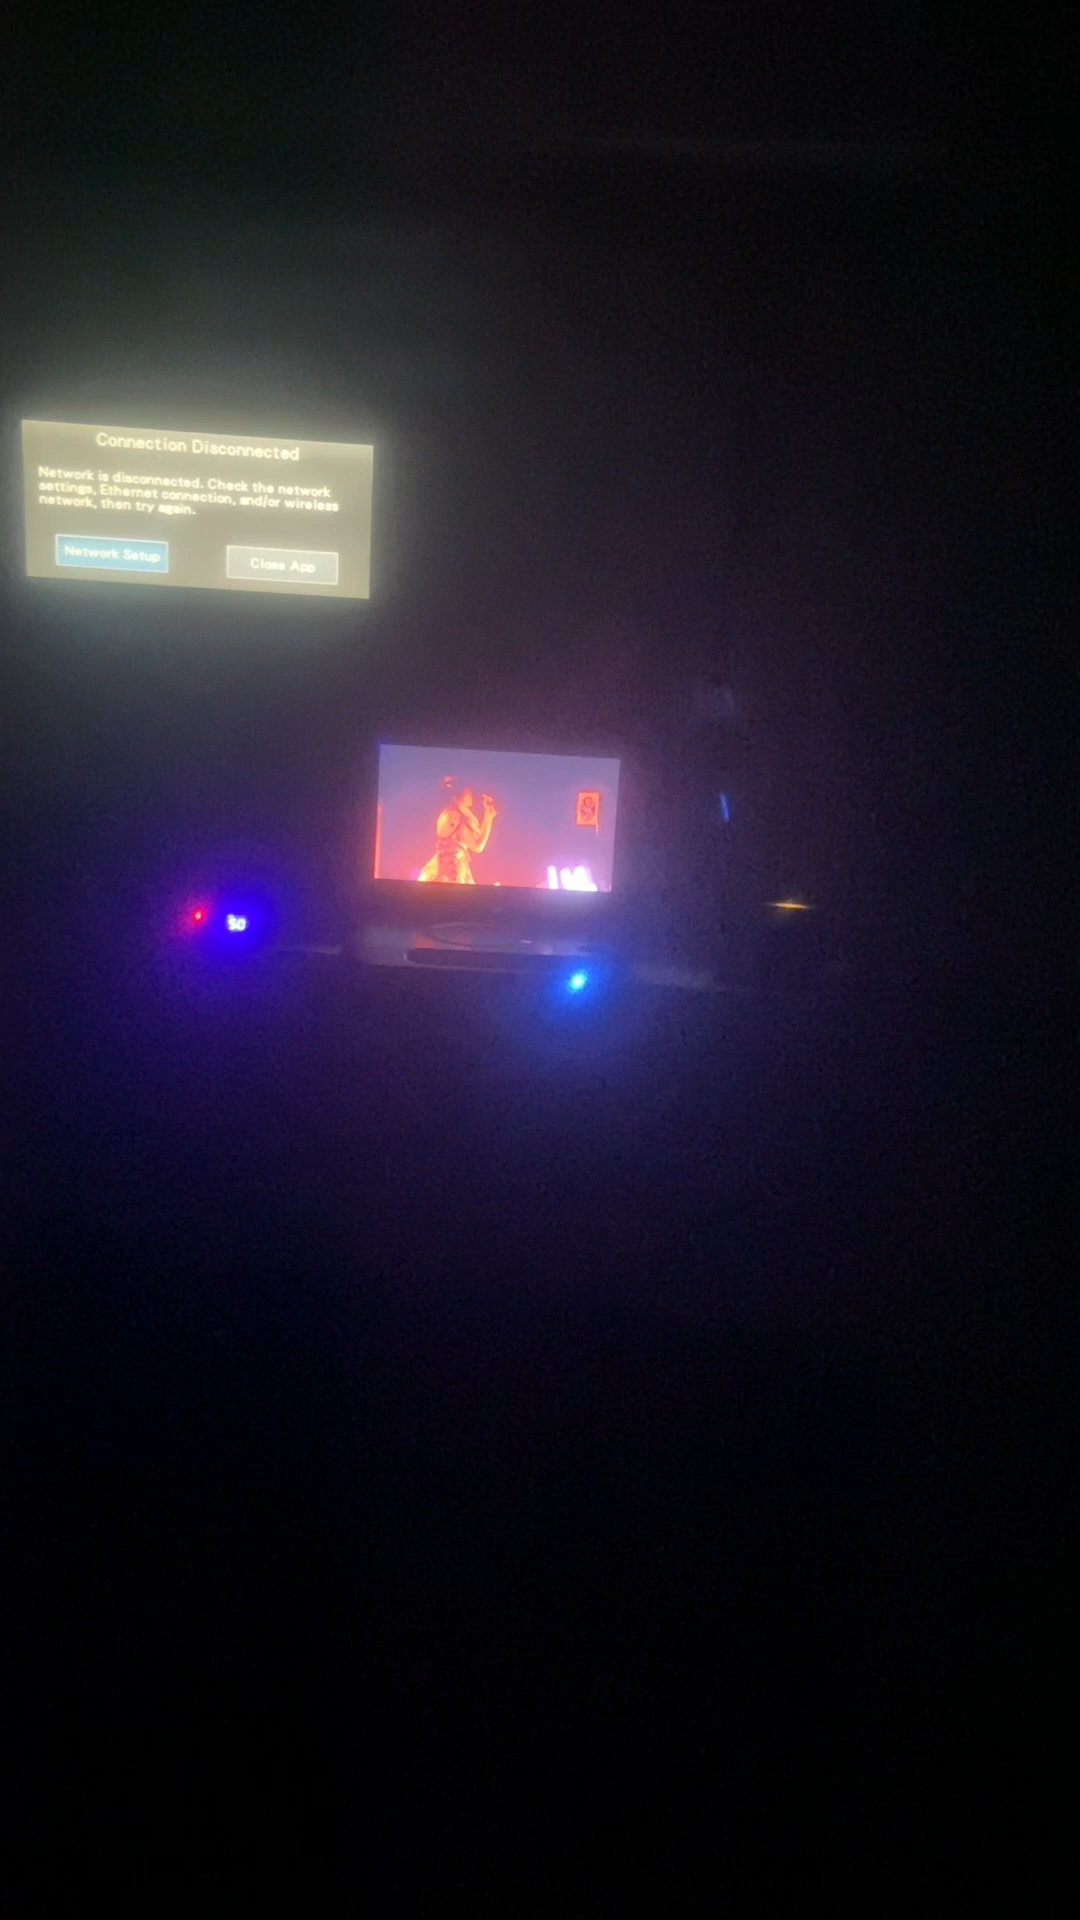 Connection Disconnected
Network is disconnected. Check the network
settings, Ethernet connection, and/or wireless
network, then try again.
Network Setup
Close App
50